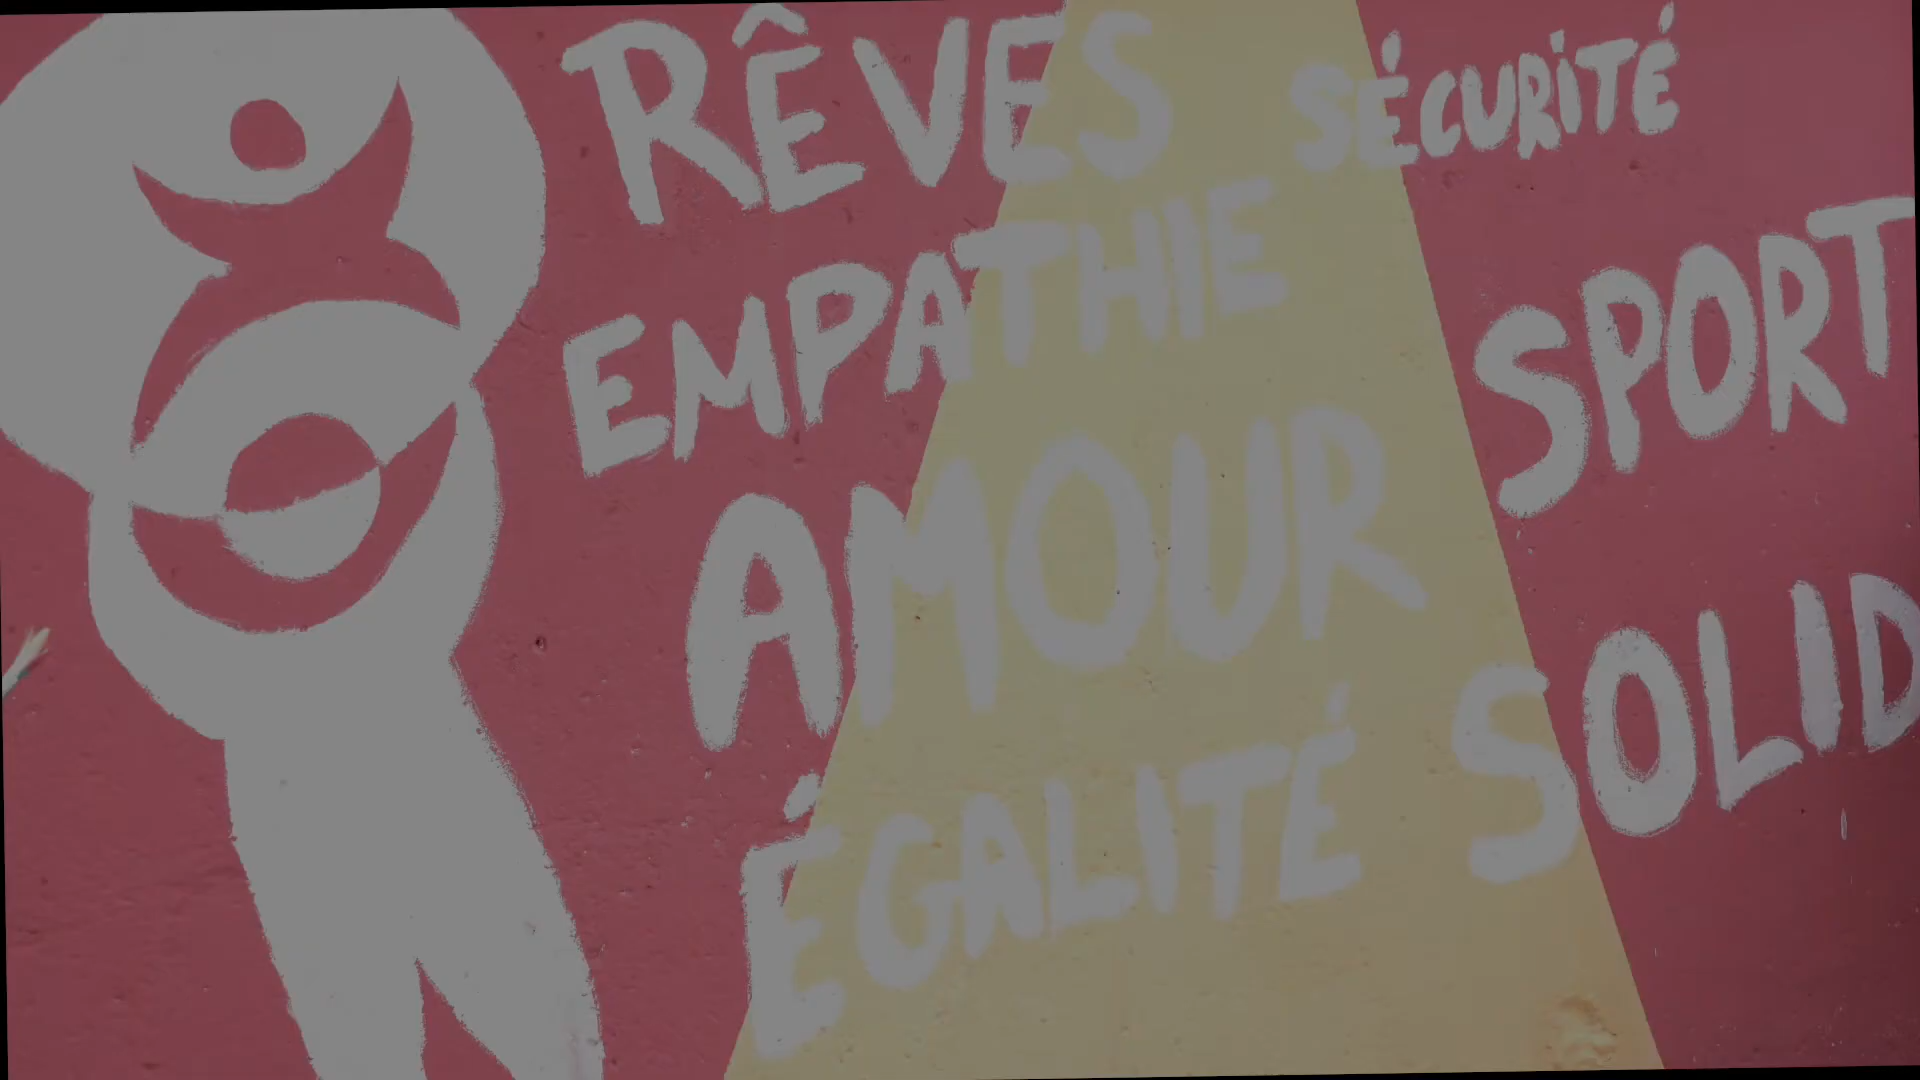 RÊVES
SÉCURITÉ
EMPATHIE
SPORT
AMOUR
SOLID
ÉGALITÉ